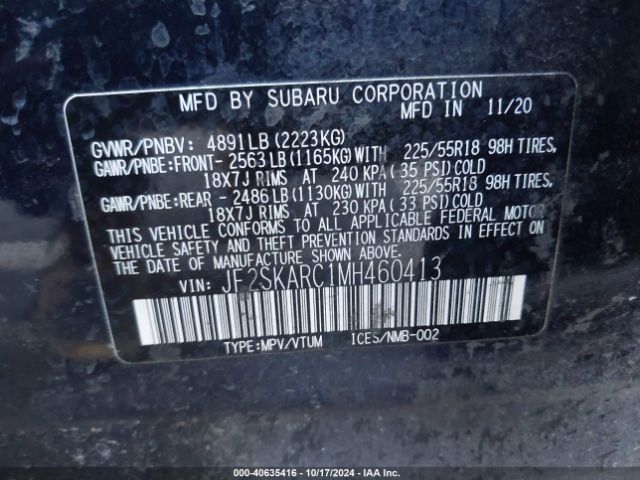 MFD BY SUBARU CORPORATION
MFD IN 11/20
GVWR/PNBV: 4891LB(2223KG)
GAWR/PNBE:FRONT-2563LB(1165KG)WITH 225/55R18 98H TIRES,
18X7J RIMS AT 240 KPA( 35 PSI)COLD
GAWR/PNBE:REAR -2486LB(1130KG)WITH 225/55R18 98H TIRES,
18X7J RIMS AT 230 KPA( 33 PSI)COLD
THIS VEHICLE CONFORMS TO ALL APPLICABLE FEDERAL MOTOR
VEHICLE SAFETY AND THEFT PREVENTION STANDARDS IN EFFECT ON
THE DATE OF MANUFACTURE SHOWN ABOVE.
VIN: JF2SKARC1MH460413
TYPE:MPV/VTUM ICES/NMB-002
000-40635416 - 10/17/2024 - IAA Inc.